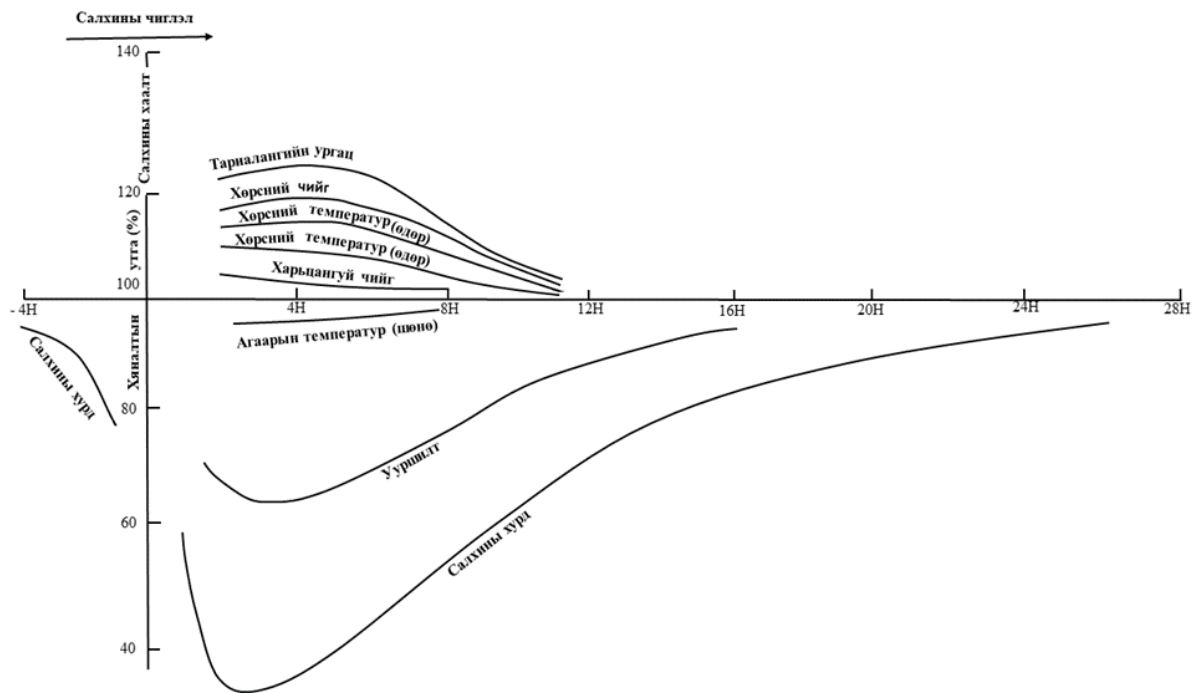 Салхины чиглэл
140
Салхины хаалт
Тариалангийн ургац
120
Хөрсний чийг
Хөрсний температур (өдөр)
утга (%)
Хөрсний температур (өдөр)
Харьцангуй чийг
100
- 4H
4H
8H
12H
16H
20H
24H
28H
Агаарын температур (шөнө)
Хяналтын
Салхины хурд
80
Ууршилт
60
Салхины хурд
40